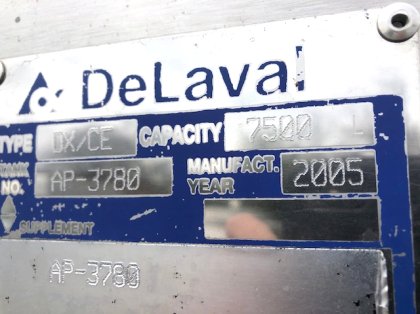 DeLaval
TYPE DX/CE CAPACITY 7500 L
TANK NO. AP-3780 MANUFACT. YEAR 2005
SUPPLEMENT
AP-3780